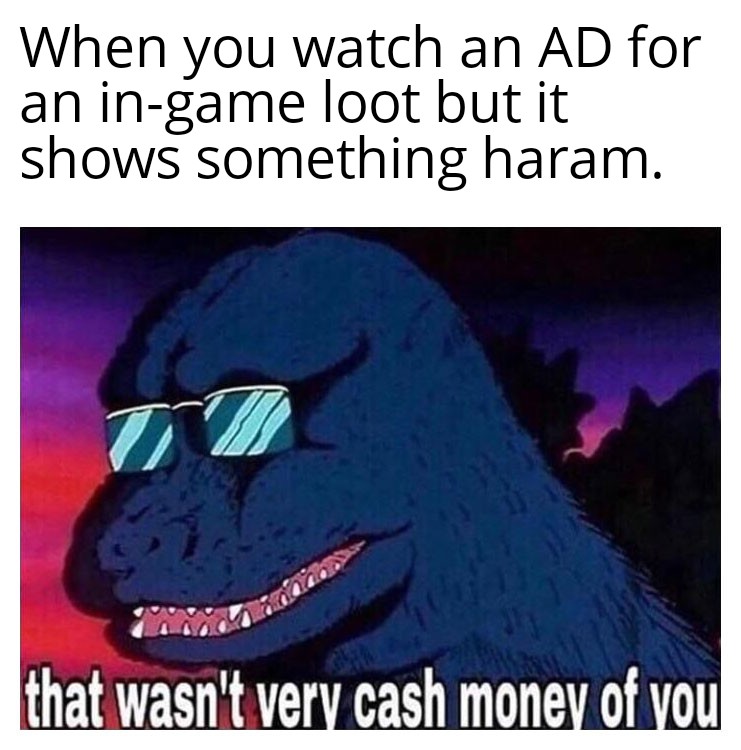 When you watch an AD for
an in-game loot but it
shows something haram.
that wasn't very cash money of you